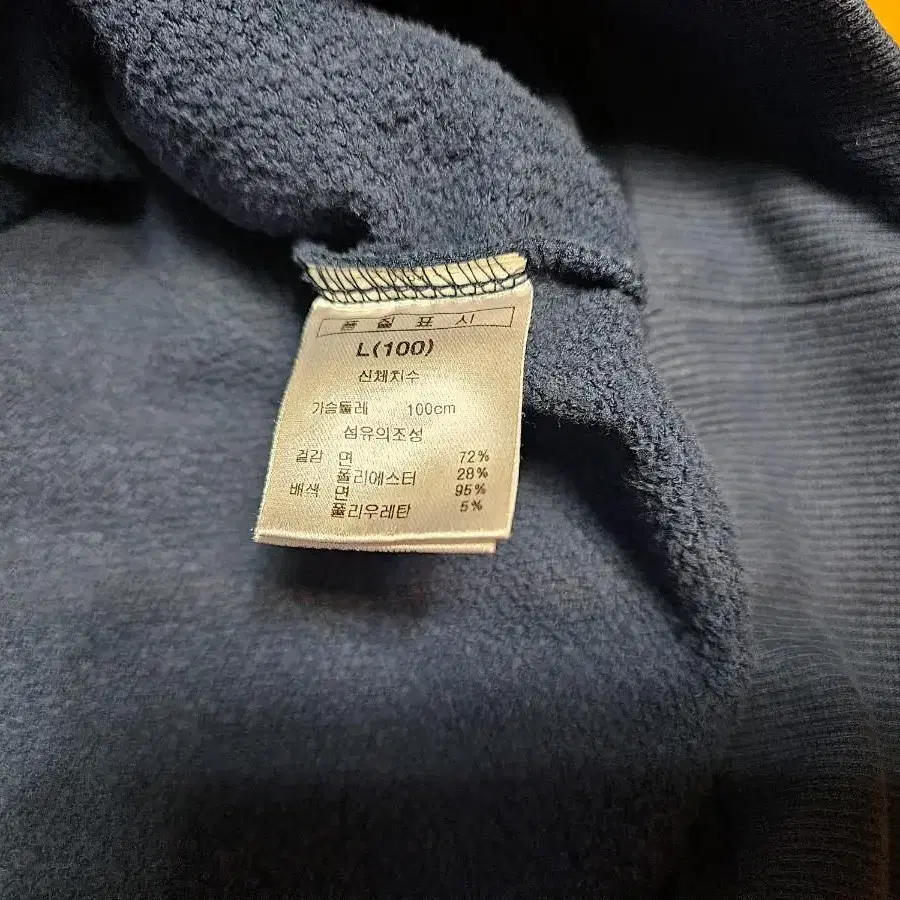 품 질 표 시
L(100)
신체치수
가슴둘레 100cm
섬유의조성
겉감 면 72%
폴리에스터 28%
배색 면 95%
폴리우레탄 5%